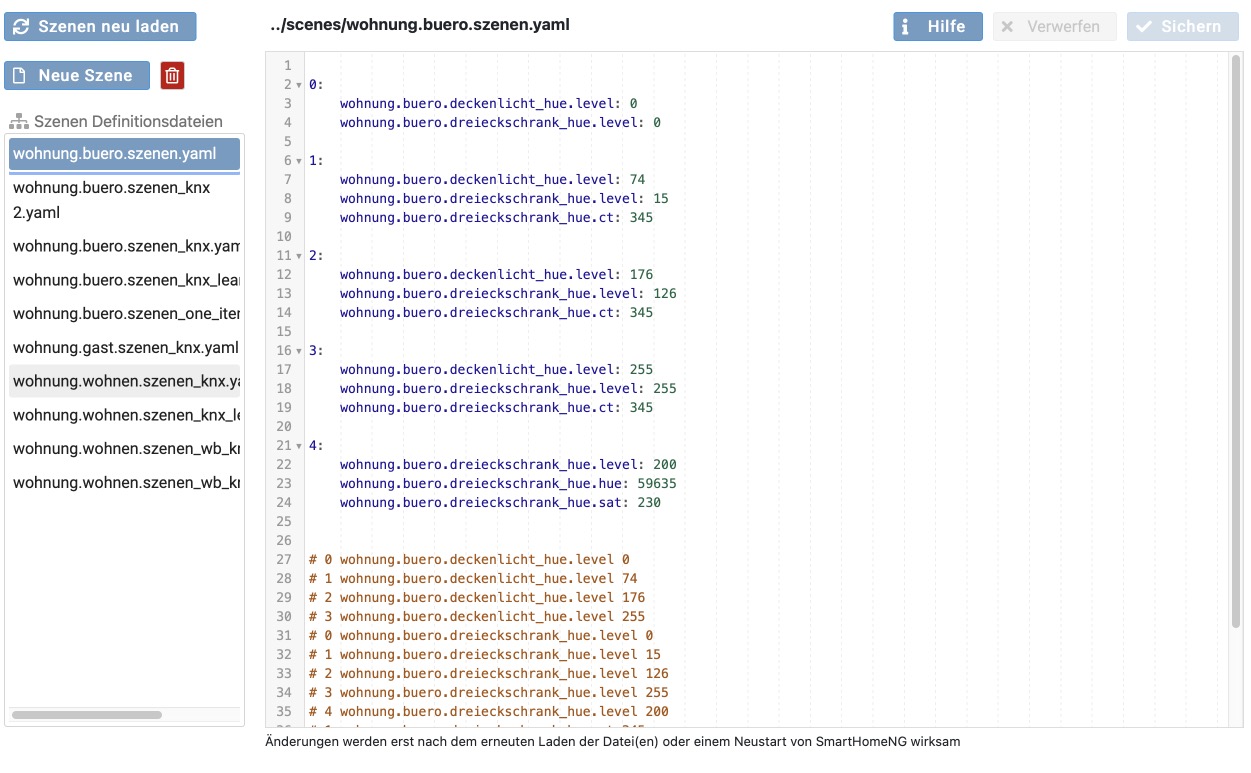 Szenen neu laden
../scenes/wohnung.buero.szenen.yaml
Hilfe
Verwerfen
Sichern
Neue Szene
Szenen Definitionsdateien
wohnung.buero.szenen.yaml
wohnung.buero.szenen_knx
2.yaml
wohnung.buero.szenen_knx.yam
wohnung.buero.szenen_knx_lea
wohnung.buero.szenen_one_iter
wohnung.gast.szenen_knx.yaml
wohnung.wohnen.szenen_knx.ya
wohnung.wohnen.szenen_knx_le
wohnung.wohnen.szenen_wb_kn
wohnung.wohnen.szenen_wb_kn
1
2 0:
3 wohnung.buero.deckenlicht_hue.level: 0
4 wohnung.buero.dreieckschrank_hue.level: 0
5
6 1:
7 wohnung.buero.deckenlicht_hue.level: 74
8 wohnung.buero.dreieckschrank_hue.level: 15
9 wohnung.buero.dreieckschrank_hue.ct: 345
10
11 2:
12 wohnung.buero.deckenlicht_hue.level: 176
13 wohnung.buero.dreieckschrank_hue.level: 126
14 wohnung.buero.dreieckschrank_hue.ct: 345
15
16 3:
17 wohnung.buero.deckenlicht_hue.level: 255
18 wohnung.buero.dreieckschrank_hue.level: 255
19 wohnung.buero.dreieckschrank_hue.ct: 345
20
21 4:
22 wohnung.buero.dreieckschrank_hue.level: 200
23 wohnung.buero.dreieckschrank_hue.hue: 59635
24 wohnung.buero.dreieckschrank_hue.sat: 230
25
26
27 # 0 wohnung.buero.deckenlicht_hue.level 0
28 # 1 wohnung.buero.deckenlicht_hue.level 74
29 # 2 wohnung.buero.deckenlicht_hue.level 176
30 # 3 wohnung.buero.deckenlicht_hue.level 255
31 # 0 wohnung.buero.dreieckschrank_hue.level 0
32 # 1 wohnung.buero.dreieckschrank_hue.level 15
33 # 2 wohnung.buero.dreieckschrank_hue.level 126
34 # 3 wohnung.buero.dreieckschrank_hue.level 255
35 # 4 wohnung.buero.dreieckschrank_hue.level 200
Änderungen werden erst nach dem erneuten Laden der Datei(en) oder einem Neustart von SmartHomeNG wirksam